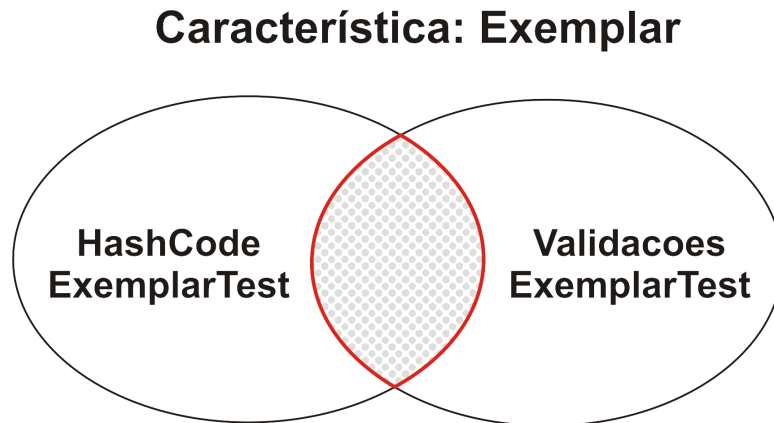 Característica: Exemplar
HashCode
ExemplarTest
Validacoes
ExemplarTest